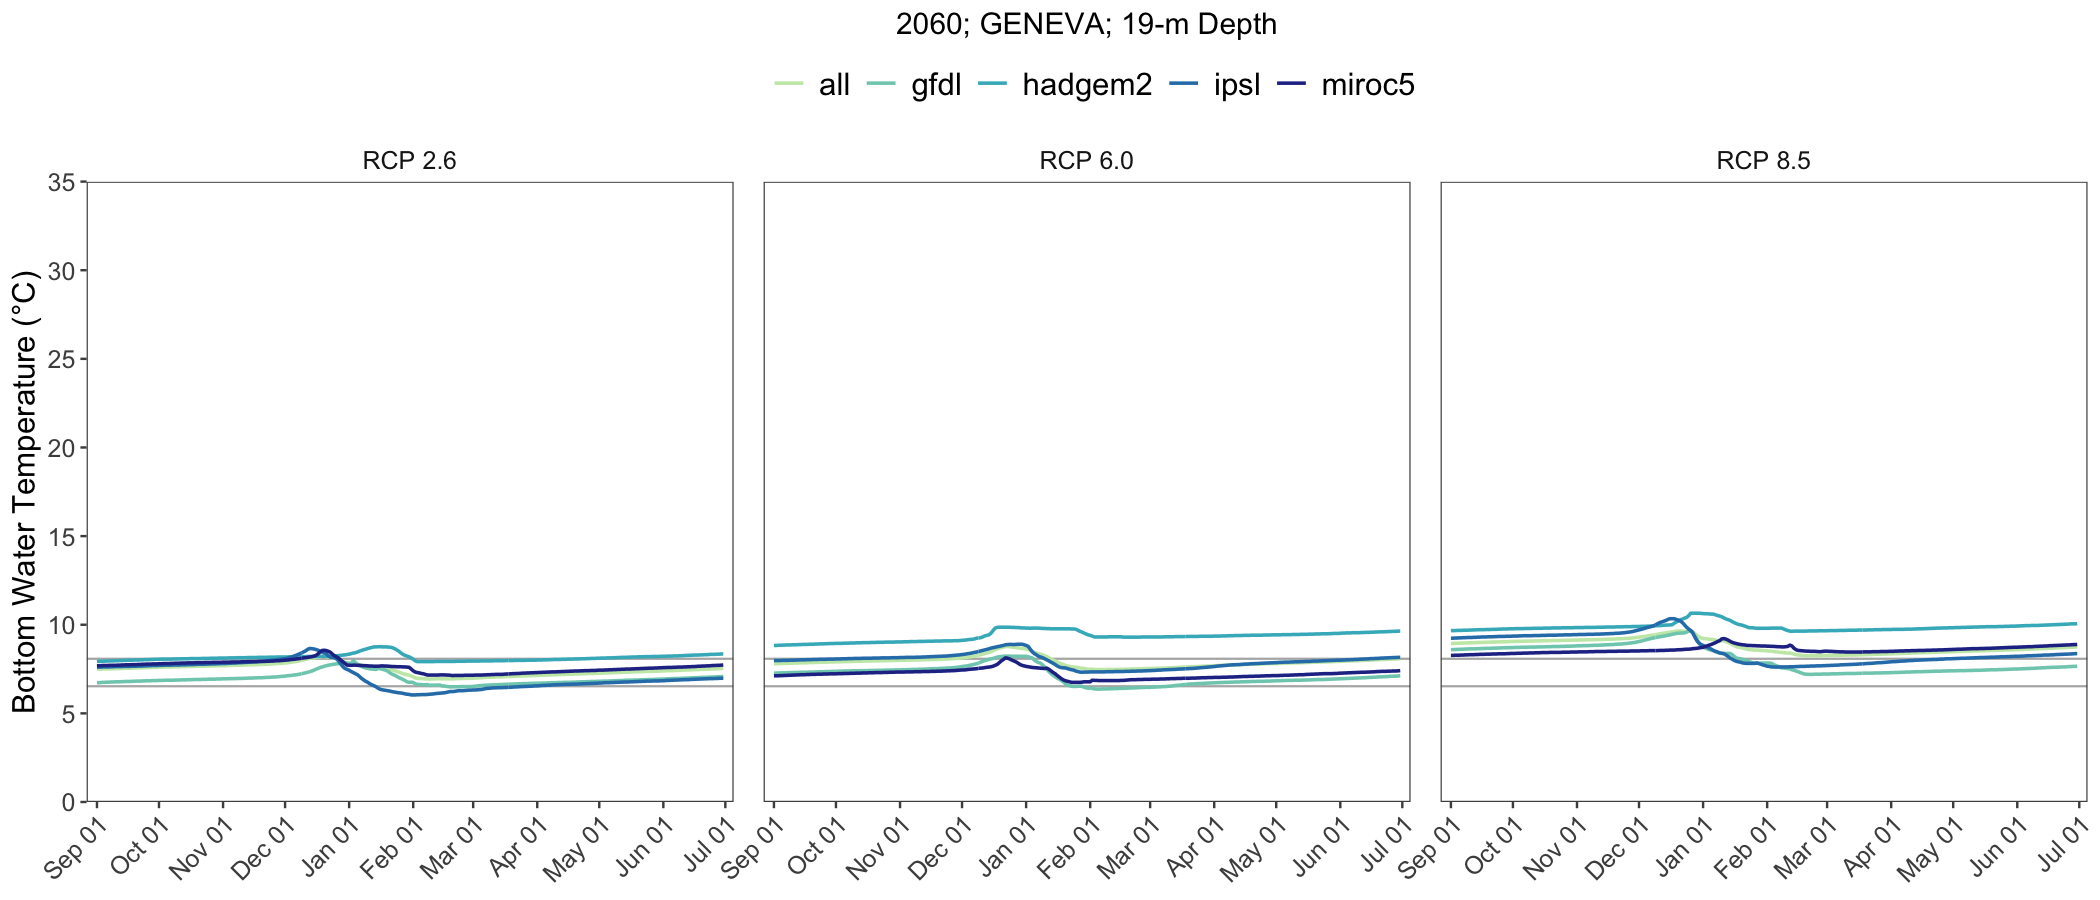 2060; GENEVA; 19-m Depth
all gfdl hadgem2 ipsl miroc5
RCP 2.6 RCP 6.0 RCP 8.5
Bottom Water Temperature (°C)
35
30
25
20
15
10
5
0
Sep 01 Oct 01 Nov 01 Dec 01 Jan 01 Feb 01 Mar 01 Apr 01 May 01 Jun 01 Jul 01 Sep 01 Oct 01 Nov 01 Dec 01 Jan 01 Feb 01 Mar 01 Apr 01 May 01 Jun 01 Jul 01 Sep 01 Oct 01 Nov 01 Dec 01 Jan 01 Feb 01 Mar 01 Apr 01 May 01 Jun 01 Jul 01